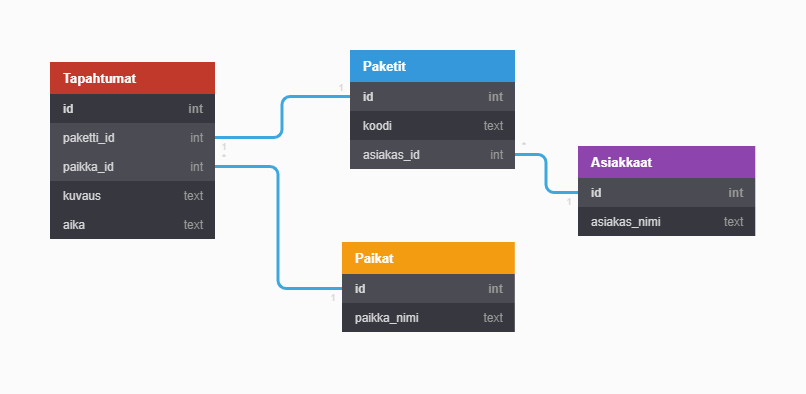 Tapahtumat
id int
paketti_id int
paikka_id int
kuvaus text
aika text
1
*
Paketit
1
id int
koodi text
asiakas_id int
*
Asiakkaat
1
id int
asiakas_nimi text
Paikat
1
id int
paikka_nimi text